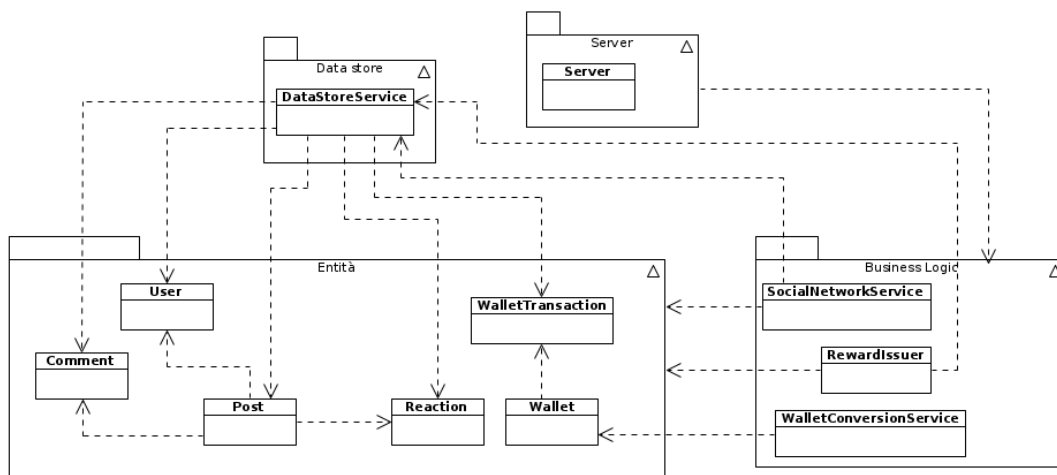 Server
Server
Data store
DataStoreService
Entità
User
WalletTransaction
Comment
Post
Reaction
Wallet
Business Logic
SocialNetworkService
RewardIssuer
WalletConversionService